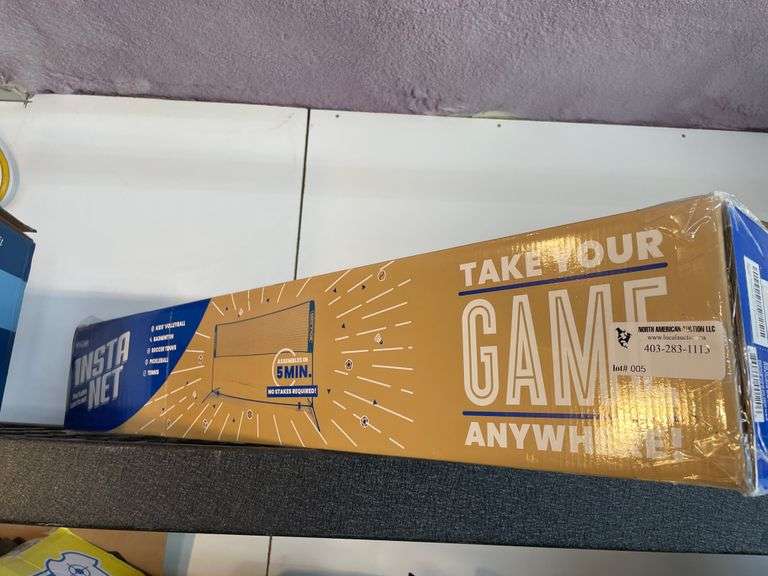 INSTA
NET
KIDS' VOLLEYBALL
BADMINTON
SOCCER TENNIS
PICKLEBALL
TENNIS
ASSEMBLES IN
5 MIN.
NO STAKES REQUIRED!
TAKE YOUR
GAME
ANYWHERE!
NORTH AMERICAN AUCTION LLC
403-283-1115
lot# 005